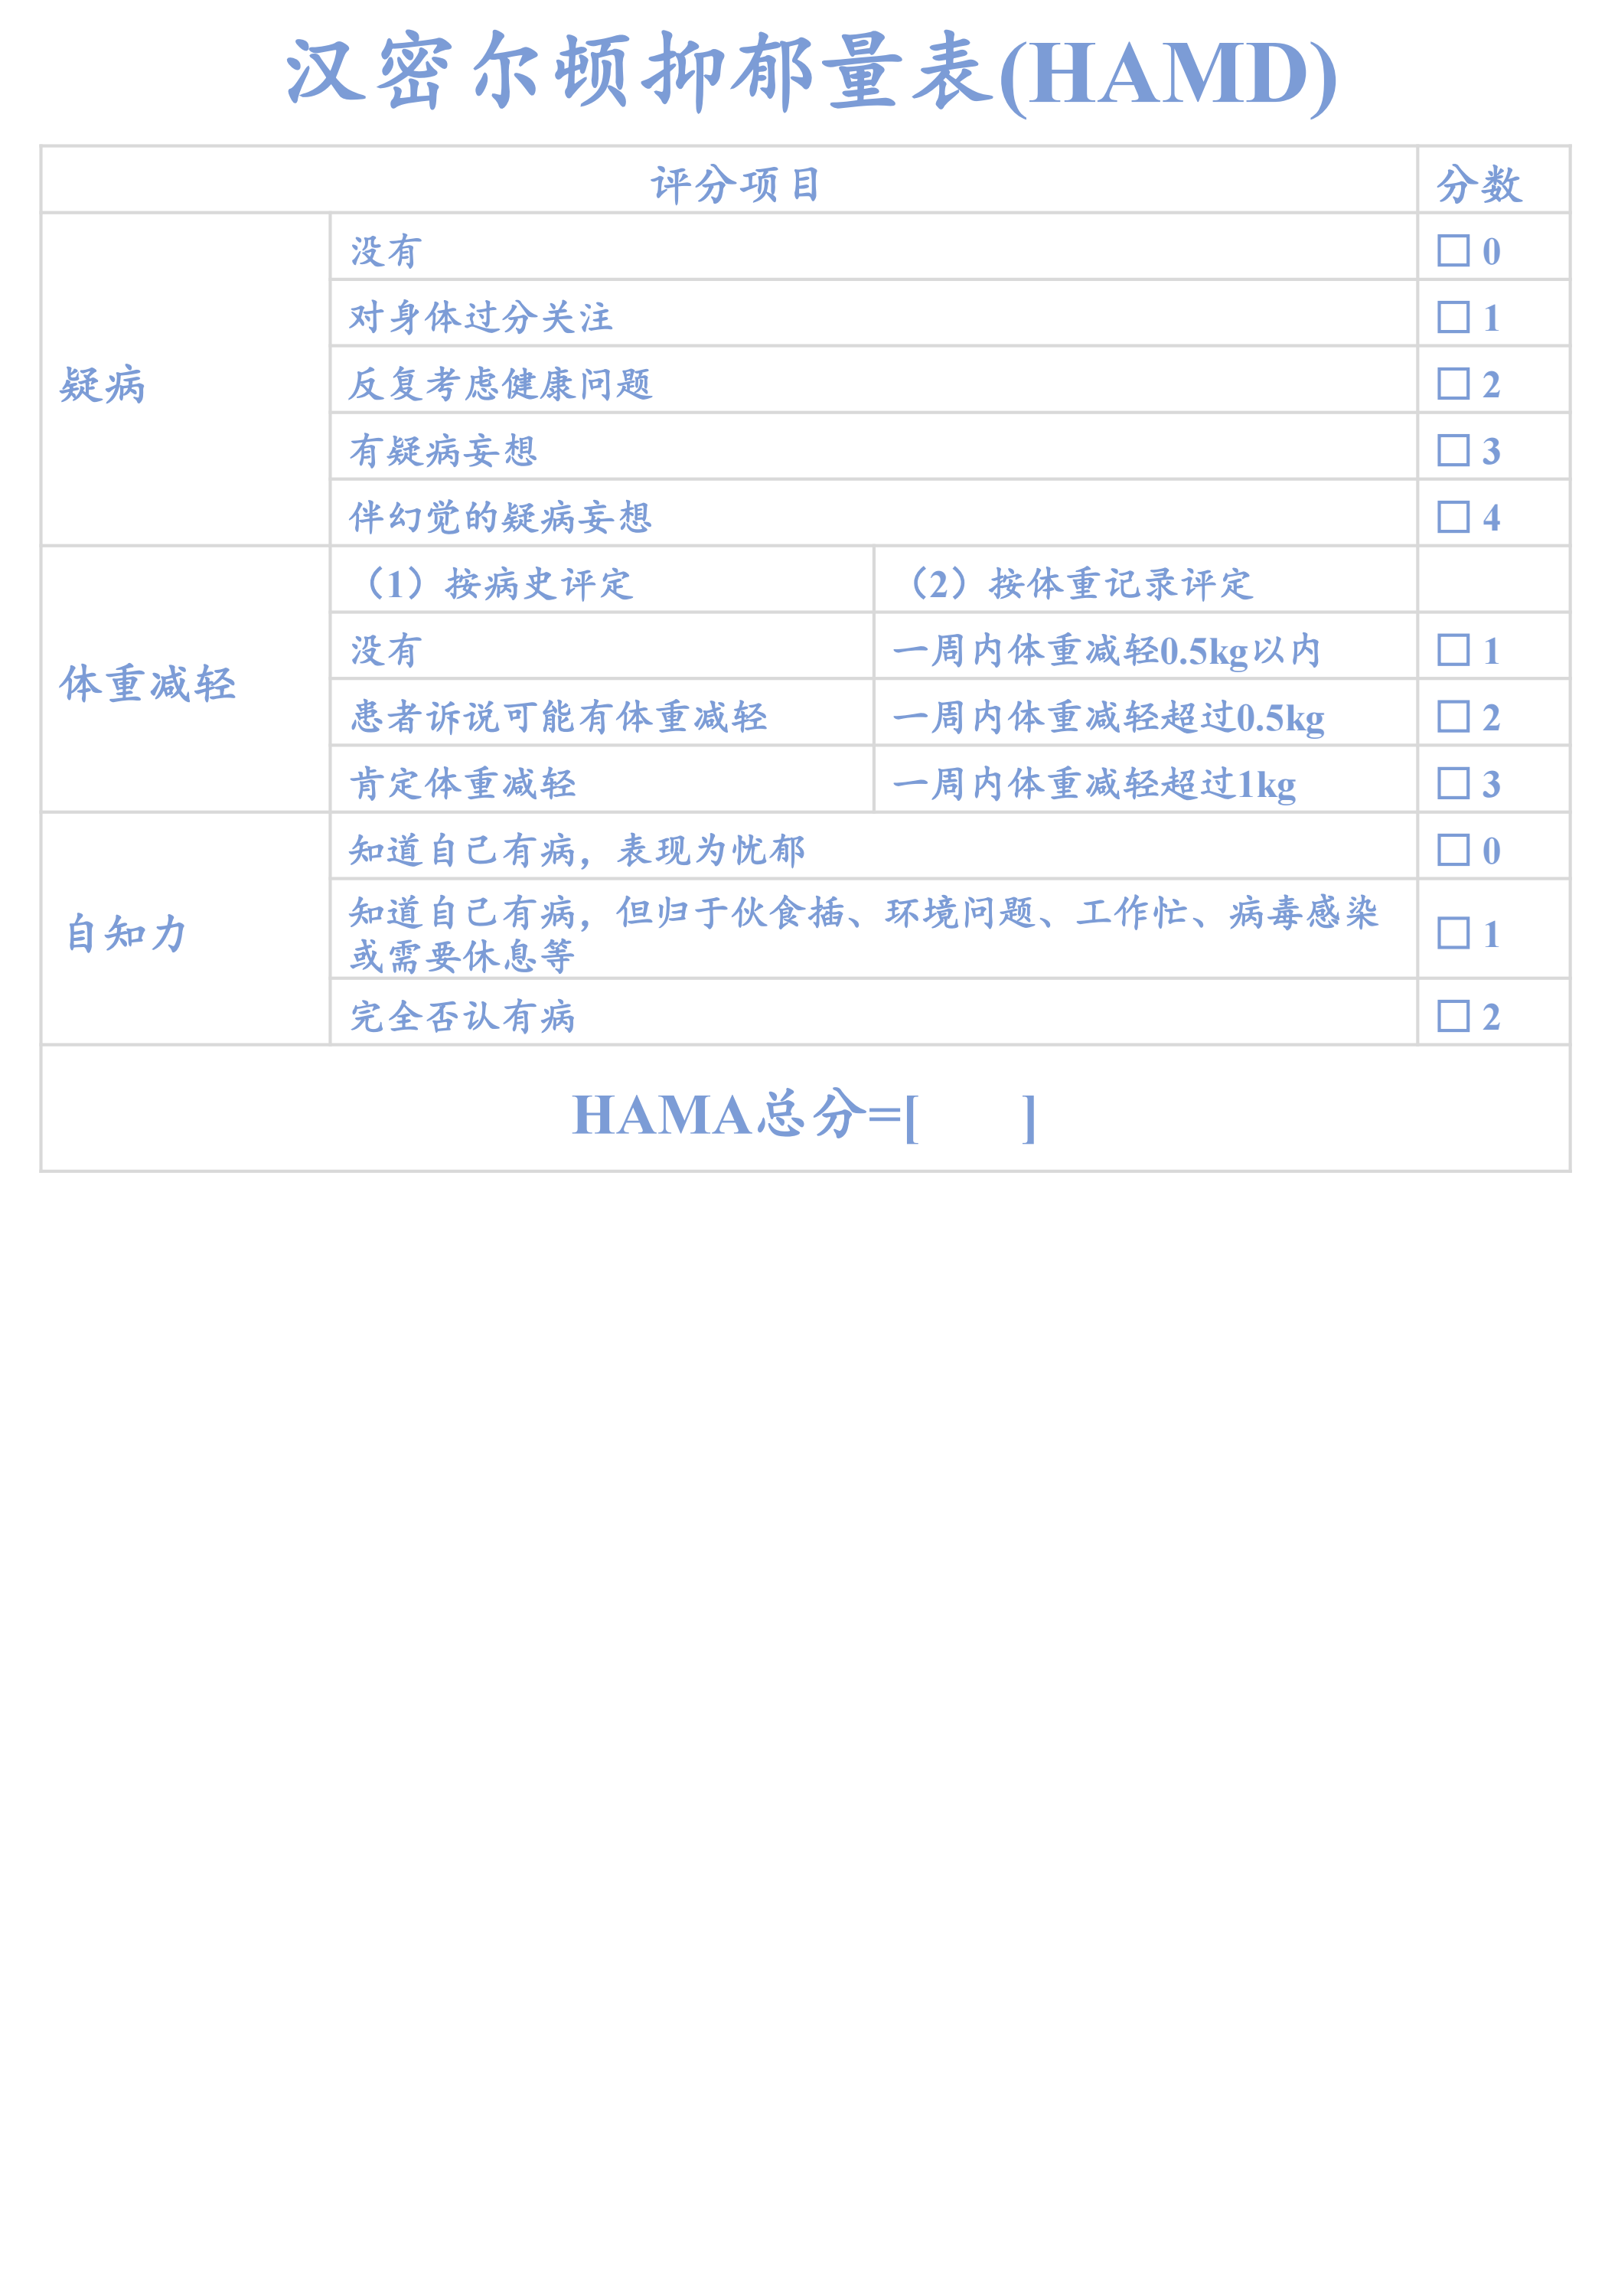 汉密尔顿抑郁量表(HAMD)
评分项目 分数
疑病
没有 □ 0
对身体过分关注 □ 1
反复考虑健康问题 □ 2
有疑病妄想 □ 3
伴幻觉的疑病妄想 □ 4
体重减轻
（1）按病史评定 （2）按体重记录评定
没有 一周内体重减轻0.5kg以内 □ 1
患者诉说可能有体重减轻 一周内体重减轻超过0.5kg □ 2
肯定体重减轻 一周内体重减轻超过1kg □ 3
自知力
知道自己有病，表现为忧郁 □ 0
知道自己有病，但归于伙食插、环境问题、工作忙、病毒感染
或需要休息等 □ 1
完全否认有病 □ 2
HAMA总分=[ ]